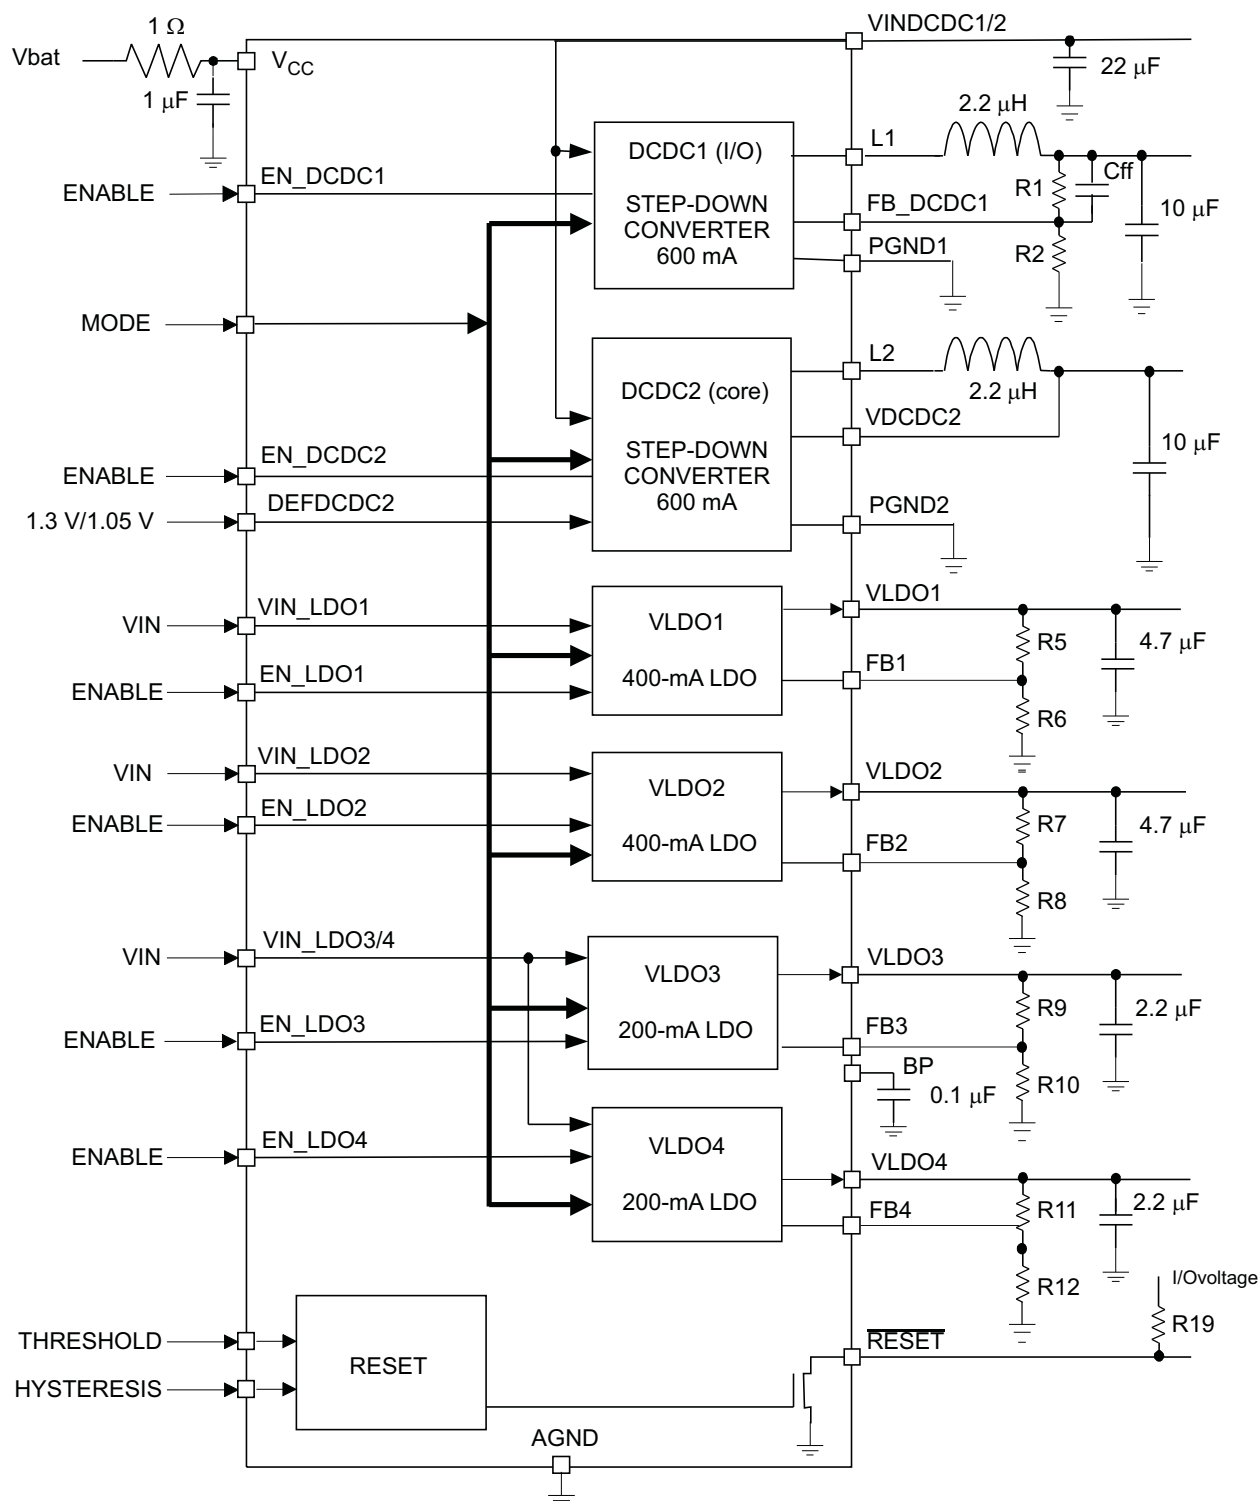 1 Ω
Vbat
VCC
1 μF
VINDCDC1/2
22 μF
2.2 μH
L1
DCDC1 (I/O)
STEP-DOWN
CONVERTER
600 mA
ENABLE
EN_DCDC1
FB_DCDC1
R1
Cff
10 μF
PGND1
R2
MODE
L2
2.2 μH
DCDC2 (core)
STEP-DOWN
CONVERTER
600 mA
VDCDC2
10 μF
ENABLE
EN_DCDC2
1.3 V/1.05 V
DEFDCDC2
PGND2
VIN
VIN_LDO1
VLDO1
400-mA LDO
VLDO1
R5
4.7 μF
ENABLE
EN_LDO1
FB1
R6
VIN
VIN_LDO2
VLDO2
400-mA LDO
VLDO2
R7
4.7 μF
ENABLE
EN_LDO2
FB2
R8
VIN
VIN_LDO3/4
VLDO3
200-mA LDO
VLDO3
R9
2.2 μF
ENABLE
EN_LDO3
FB3
BP
0.1 μF
R10
ENABLE
EN_LDO4
VLDO4
200-mA LDO
VLDO4
R11
2.2 μF
FB4
R12
I/Ovoltage
R19
THRESHOLD
HYSTERESIS
RESET
RESET
AGND